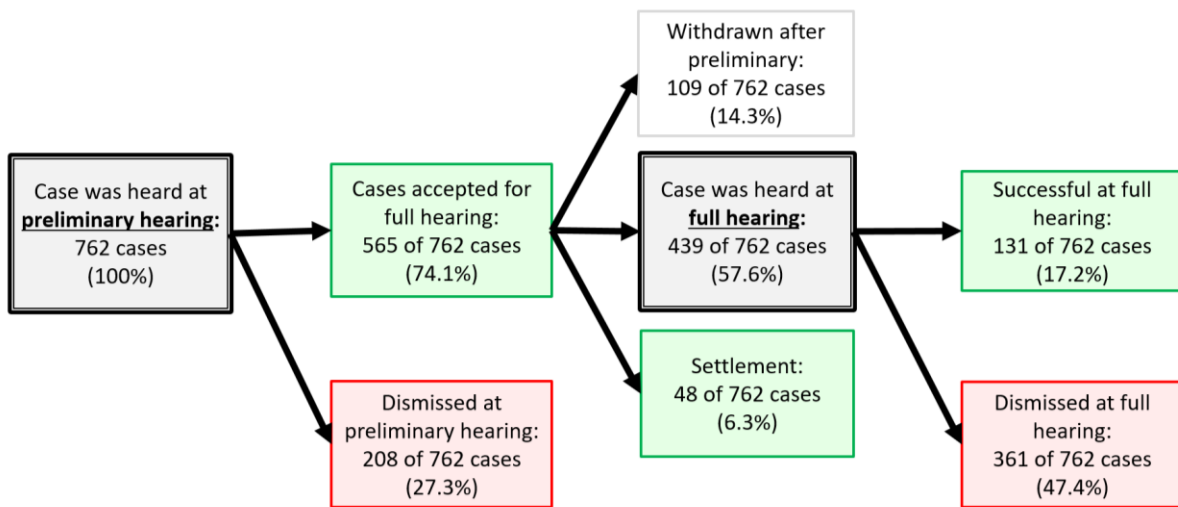 Case was heard at
preliminary hearing:
762 cases
(100%)
Cases accepted for
full hearing:
565 of 762 cases
(74.1%)
Dismissed at
preliminary hearing:
208 of 762 cases
(27.3%)
Withdrawn after
preliminary:
109 of 762 cases
(14.3%)
Case was heard at
full hearing:
439 of 762 cases
(57.6%)
Settlement:
48 of 762 cases
(6.3%)
Successful at full
hearing:
131 of 762 cases
(17.2%)
Dismissed at full
hearing:
361 of 762 cases
(47.4%)